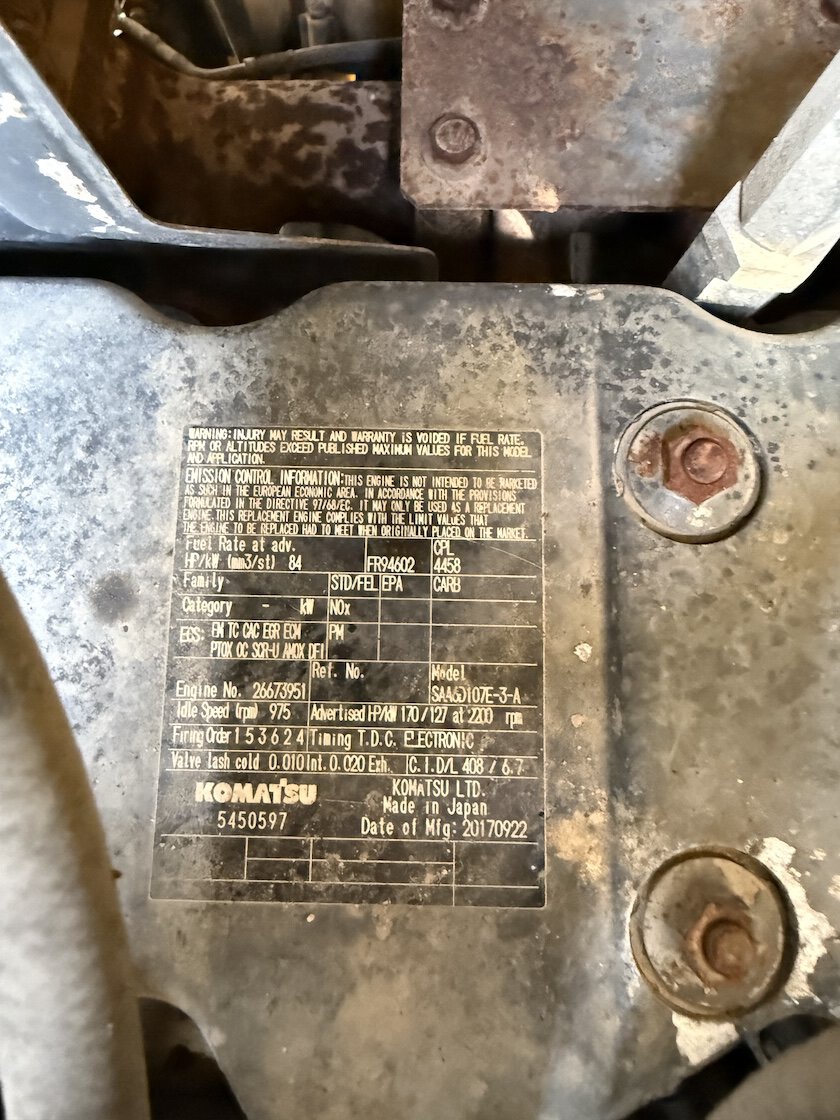 WARNING: INJURY MAY RESULT AND WARRANTY IS VOIDED IF FUEL RATE.
RPM OR ALTITUDES EXCEED PUBLISHED MAXIMUM VALUES FOR THIS MODEL
AND APPLICATION.
EMISSION CONTROL INFORMATION: THIS ENGINE IS NOT INTENDED TO BE MARKETED
AS SUCH IN THE EUROPEAN ECONOMIC AREA. IN ACCORDANCE WITH THE PROVISIONS
FORMULATED IN THE DIRECTIVE 97/68/EC. IT MAY ONLY BE USED AS A REPLACEMENT
ENGINE THIS REPLACEMENT ENGINE COMPLIES WITH THE LIMIT VALUES THAT
THE ENGINE TO BE REPLACED HAD TO MEET WHEN ORIGINALLY PLACED ON THE MARKET.
Fuel Rate at adv. CPL
HP/kW (mm3/st) 84 FR94602 4458
Family STD/FEL EPA CARB
Category - kW NOx
ECS: EM TC CAC EGR ECM PM
PTOX OC SCR-U AMOX DFI
Ref. No. Model
Engine No. 26673951 SAA6D107E-3-A
Idle Speed (rpm) 975 Advertised HP/kW 170/127 at 2200 rpm
Firing Order 1 5 3 6 2 4 Timing T.D.C. ELECTRONIC
Valve lash cold 0.010 Int. 0.020 Exh. C.I.D/L 408 / 6.7
KOMATSU KOMATSU LTD.
Made in Japan
5450597 Date of Mfg: 20170922